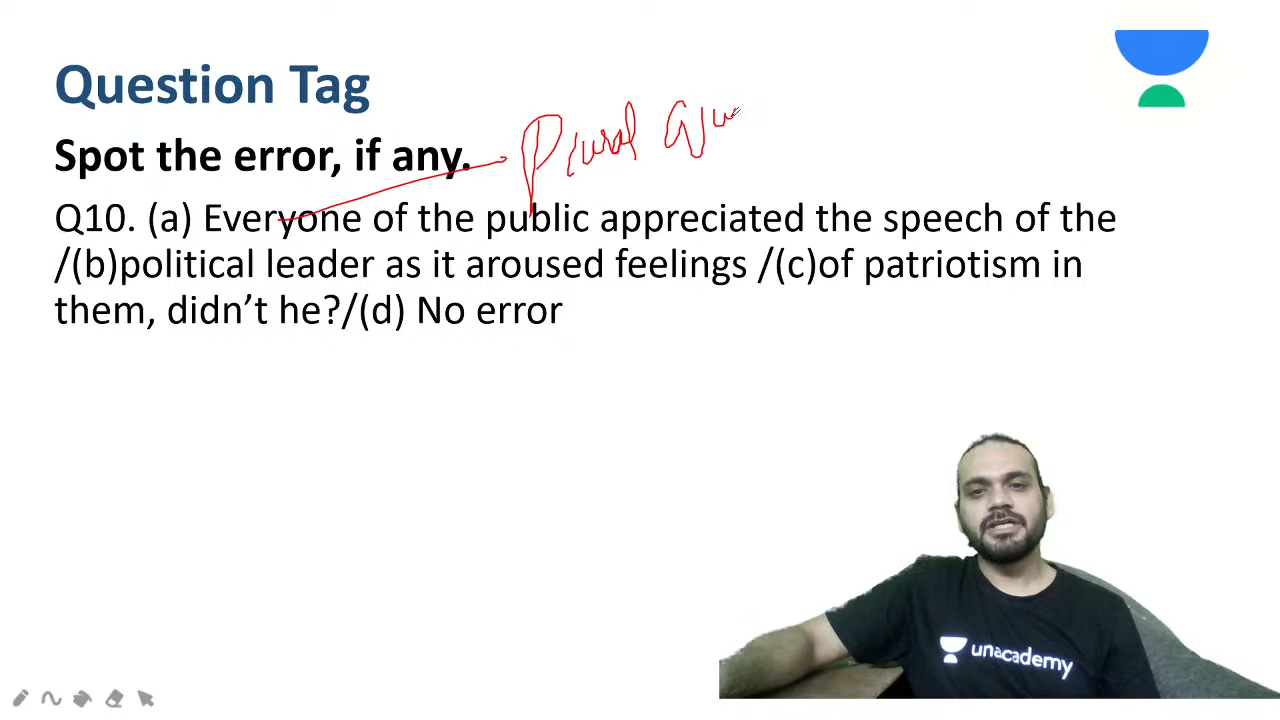 Question Tag
Spot the error, if any.
Plural Qu
Q10. (a) Everyone of the public appreciated the speech of the
/(b)political leader as it aroused feelings /(c)of patriotism in
them, didn’t he?/(d) No error
unacademy